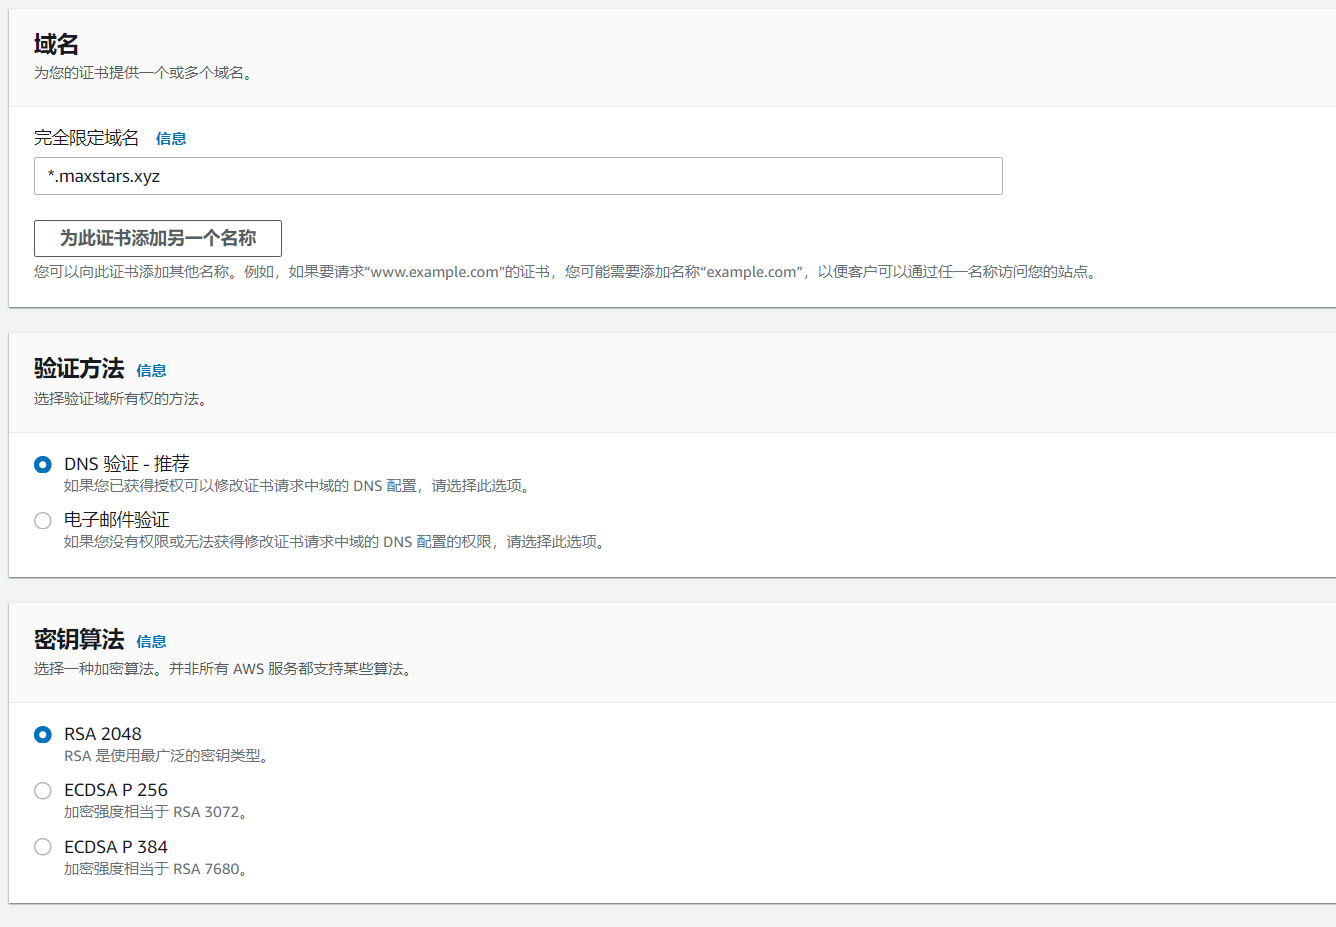 域名
为您的证书提供一个或多个域名。
完全限定域名 信息
*.maxstars.xyz
为此证书添加另一个名称
您可以向此证书添加其他名称。例如，如果要请求“www.example.com”的证书，您可能需要添加名称“example.com”，以便客户可以通过任一名称访问您的站点。
验证方法 信息
选择验证域所有权的方法。
DNS 验证 - 推荐
如果您已获得授权可以修改证书请求中域的 DNS 配置，请选择此选项。
电子邮件验证
如果您没有权限或无法获得修改证书请求中域的 DNS 配置的权限，请选择此选项。
密钥算法 信息
选择一种加密算法。并非所有 AWS 服务都支持某些算法。
RSA 2048
RSA 是使用最广泛的密钥类型。
ECDSA P 256
加密强度相当于 RSA 3072。
ECDSA P 384
加密强度相当于 RSA 7680。